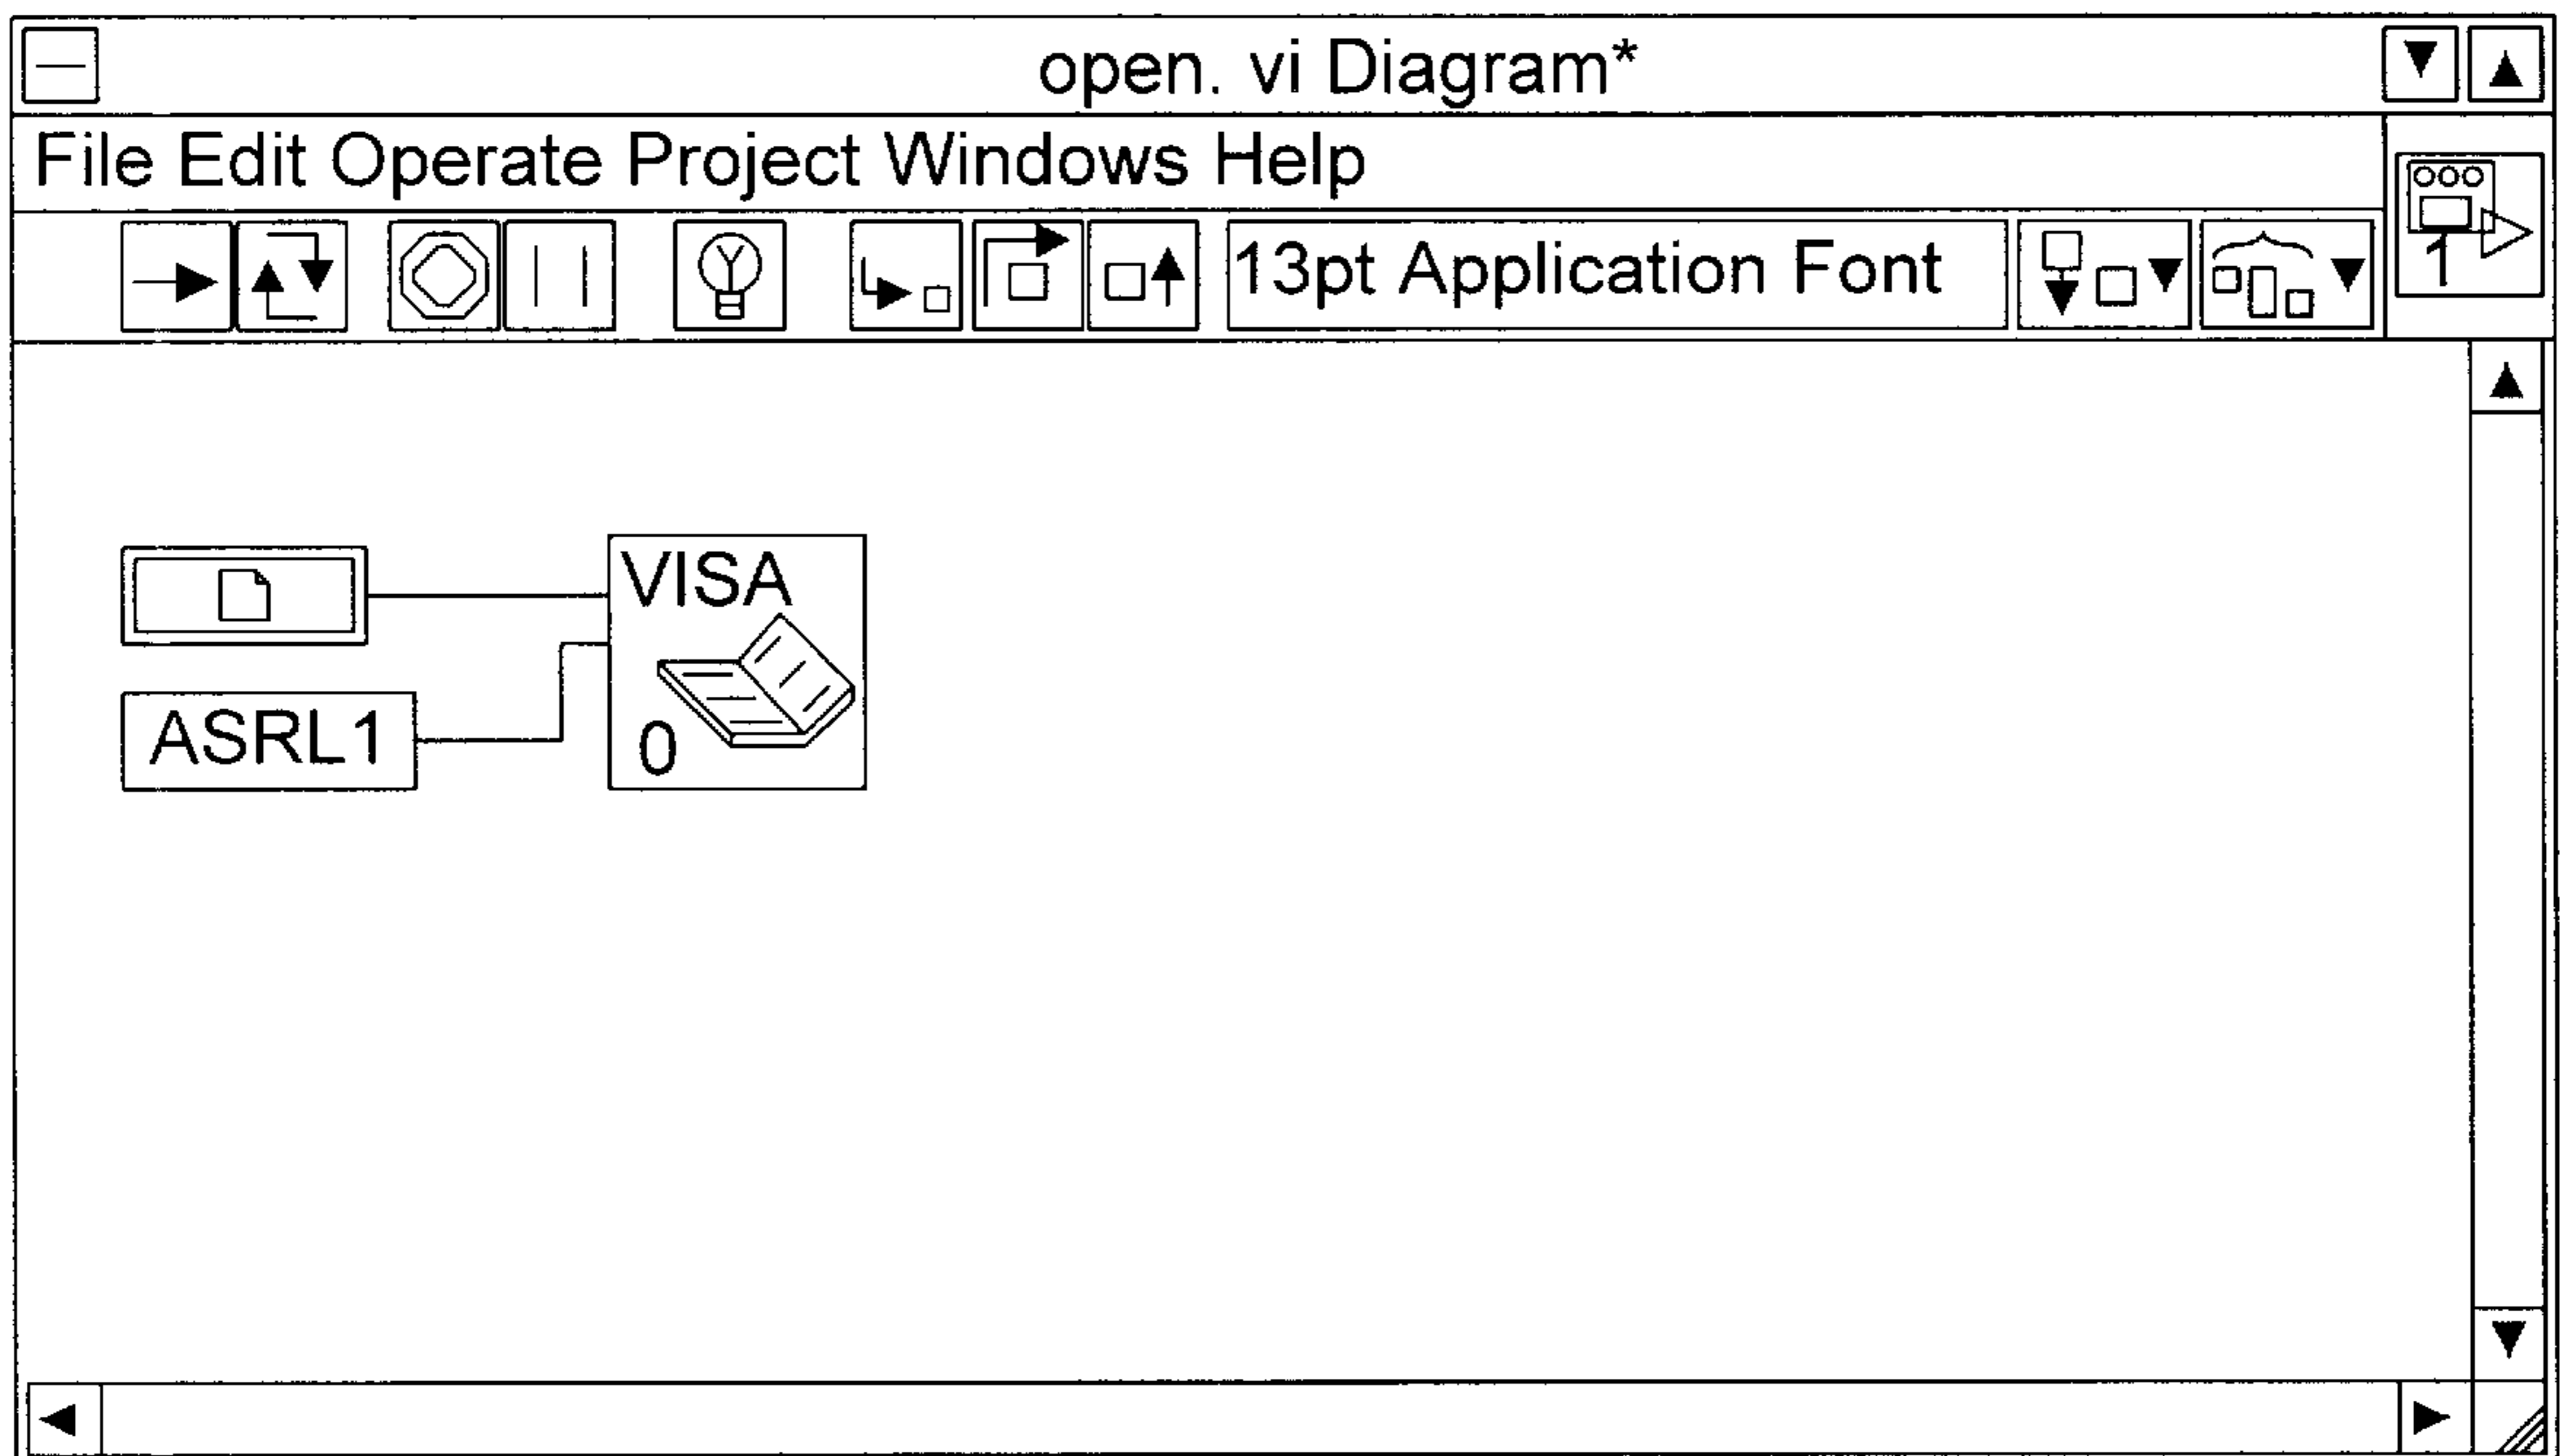 open. vi Diagram*
File Edit Operate Project Windows Help
13pt Application Font
1
VISA
0
ASRL1